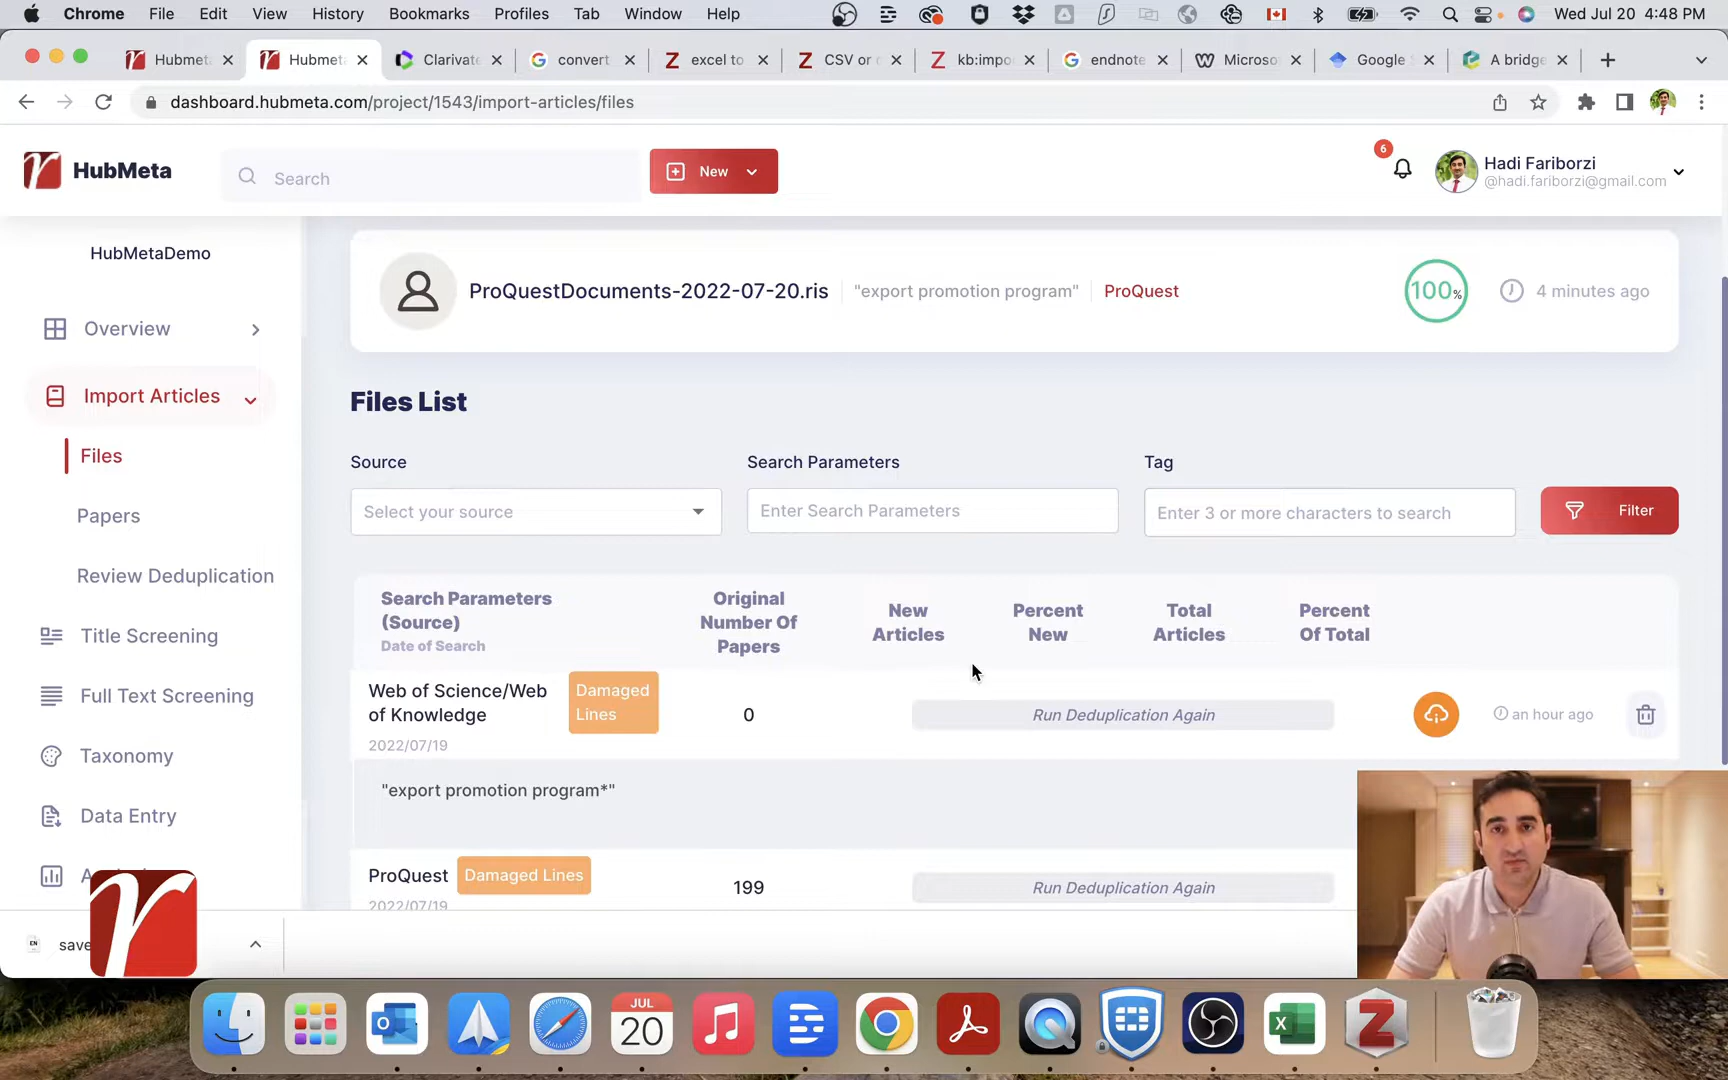 Chrome File Edit View History Bookmarks Profiles Tab Window Help Wed Jul 20 4:48 PM
Hubmeta Hubmeta Clarivate convert excel to CSV or kb:impo endnote Microso Google A bridge
dashboard.hubmeta.com/project/1543/import-articles/files
HubMeta Search New 6 Hadi Fariborzi
@hadi.fariborzi@gmail.com
HubMetaDemo
ProQuestDocuments-2022-07-20.ris "export promotion program" ProQuest 100% 4 minutes ago
Overview
Import Articles
Files
Papers
Review Deduplication
Title Screening
Full Text Screening
Taxonomy
Data Entry
Files List
Source Search Parameters Tag
Select your source Enter Search Parameters Enter 3 or more characters to search Filter
Search Parameters
(Source)
Date of Search
Original
Number Of
Papers
New
Articles
Percent
New
Total
Articles
Percent
Of Total
Web of Science/Web
of Knowledge
Damaged
Lines
0 Run Deduplication Again an hour ago
2022/07/19
"export promotion program*"
ProQuest Damaged Lines 199 Run Deduplication Again
2022/07/19
EN save
JUL
20